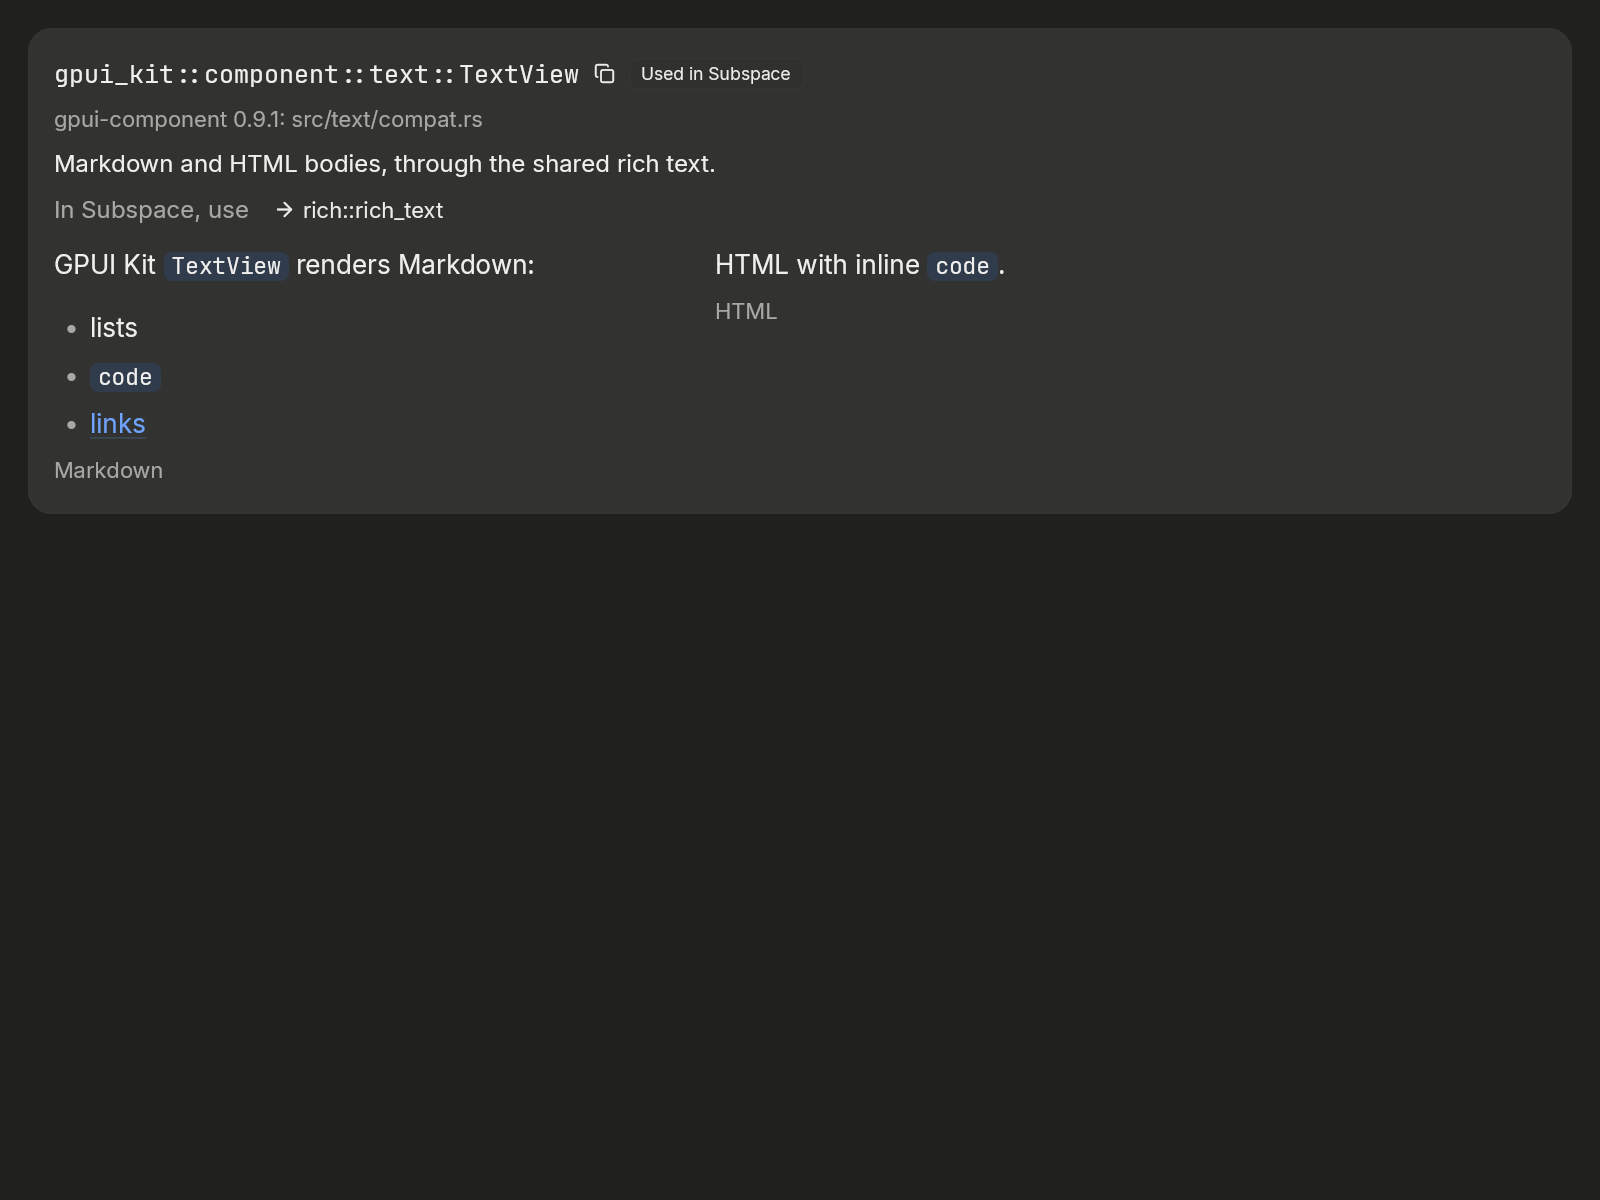 gpui_kit::component::text::TextView Used in Subspace
gpui-component 0.9.1: src/text/compat.rs
Markdown and HTML bodies, through the shared rich text.
In Subspace, use → rich::rich_text
GPUI Kit TextView renders Markdown:
• lists
• code
• links
Markdown
HTML with inline code.
HTML